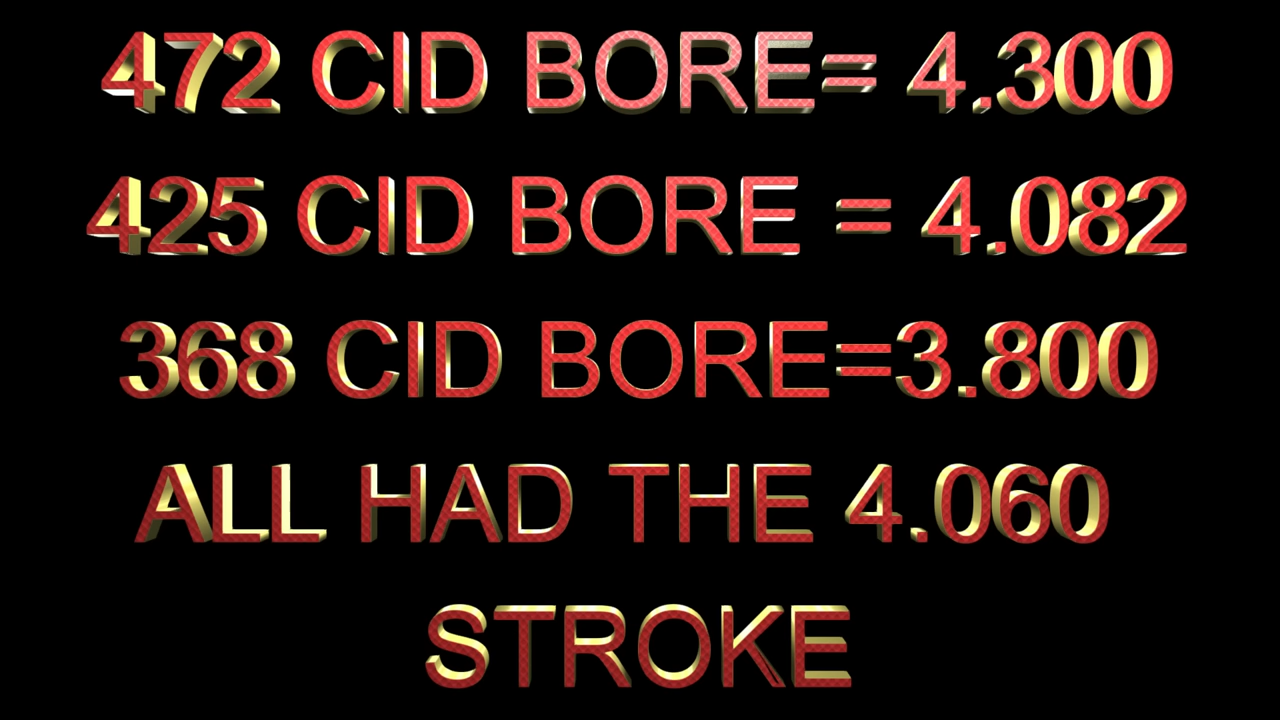 472 CID BORE= 4.300
425 CID BORE = 4.082
368 CID BORE=3.800
ALL HAD THE 4.060
STROKE